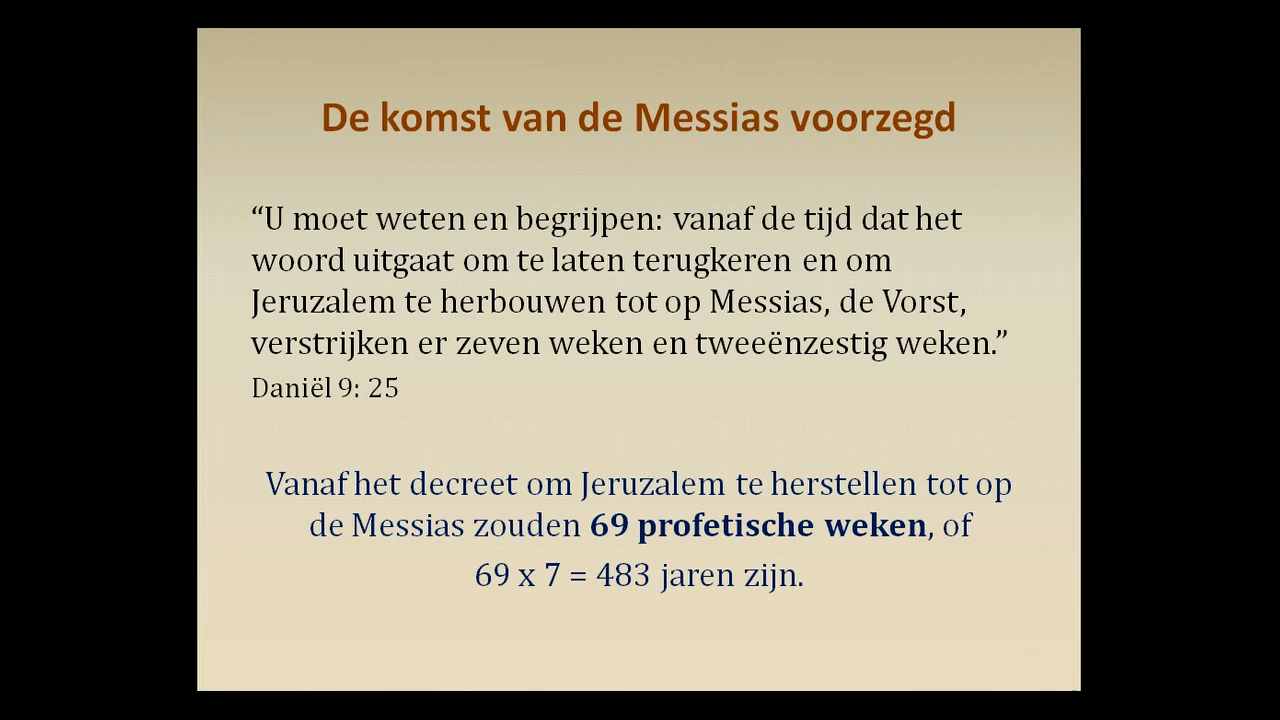 De komst van de Messias voorzegd
“U moet weten en begrijpen: vanaf de tijd dat het
woord uitgaat om te laten terugkeren en om
Jeruzalem te herbouwen tot op Messias, de Vorst,
verstrijken er zeven weken en tweeënzestig weken.”
Daniël 9: 25
Vanaf het decreet om Jeruzalem te herstellen tot op
de Messias zouden 69 profetische weken, of
69 x 7 = 483 jaren zijn.